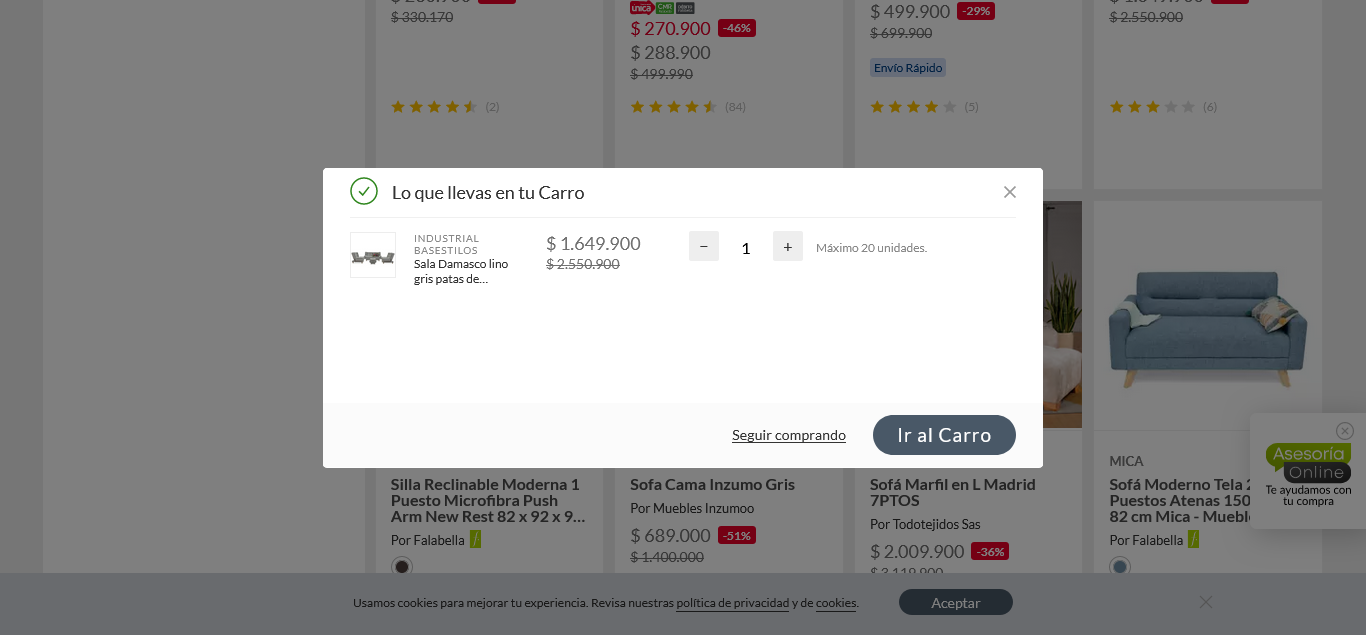 $ 330.170
unica CMR
$ 270.900 -46%
$ 288.900
$ 499.990
$ 499.900 -29%
$ 699.900
Envío Rápido
$ 2.550.900
(2)
(84)
(5)
(6)
Lo que llevas en tu Carro
INDUSTRIAL
BASESTILOS
Sala Damasco lino
gris patas de...
$ 1.649.900
$ 2.550.900
− 1 +
Máximo 20 unidades.
Seguir comprando
Ir al Carro
Silla Reclinable Moderna 1
Puesto Microfibra Push
Arm New Rest 82 x 92 x 9...
Por Falabella
Sofa Cama Inzumo Gris
Por Muebles Inzumoo
$ 689.000 -51%
$ 1.400.000
Sofá Marfil en L Madrid
7PTOS
Por Todotejidos Sas
$ 2.009.900 -36%
$ 3.119.900
MICA
Sofá Moderno Tela 2
Puestos Atenas 150
82 cm Mica - Muebl
Por Falabella
Asesoría
Online
Te ayudamos con
tu compra
Usamos cookies para mejorar tu experiencia. Revisa nuestras política de privacidad y de cookies.
Aceptar